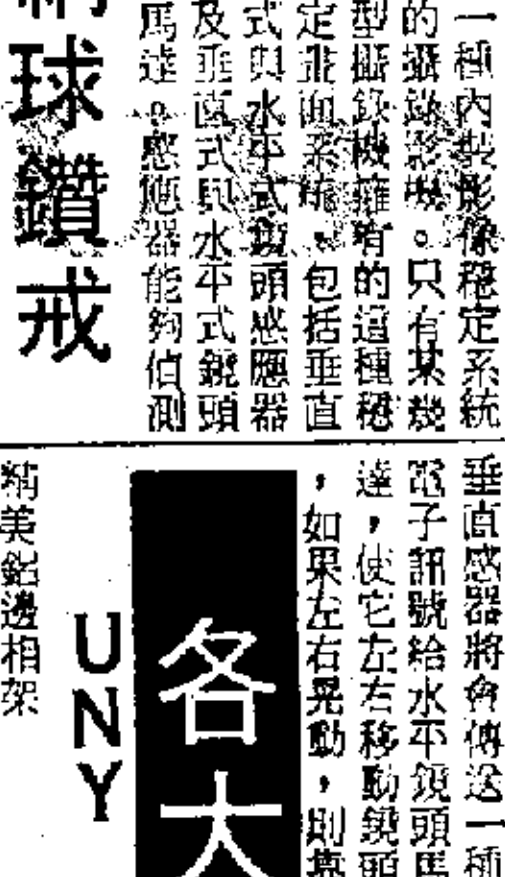 一種內裝影像穩定系統
的攝錄影機。只有某幾
型攝錄機擁有的這種穩
定畫面系統,包括垂直
式與水平式鏡頭感應器
及垂直式與水平式鏡頭
馬達。感應器能夠偵測
球鑽戒
垂直感器將會傳送一種
電子訊號給水平鏡頭馬
達,使它左右移動鏡頭
,如果左右晃動,則
各大
UNY
精美鋁邊相架